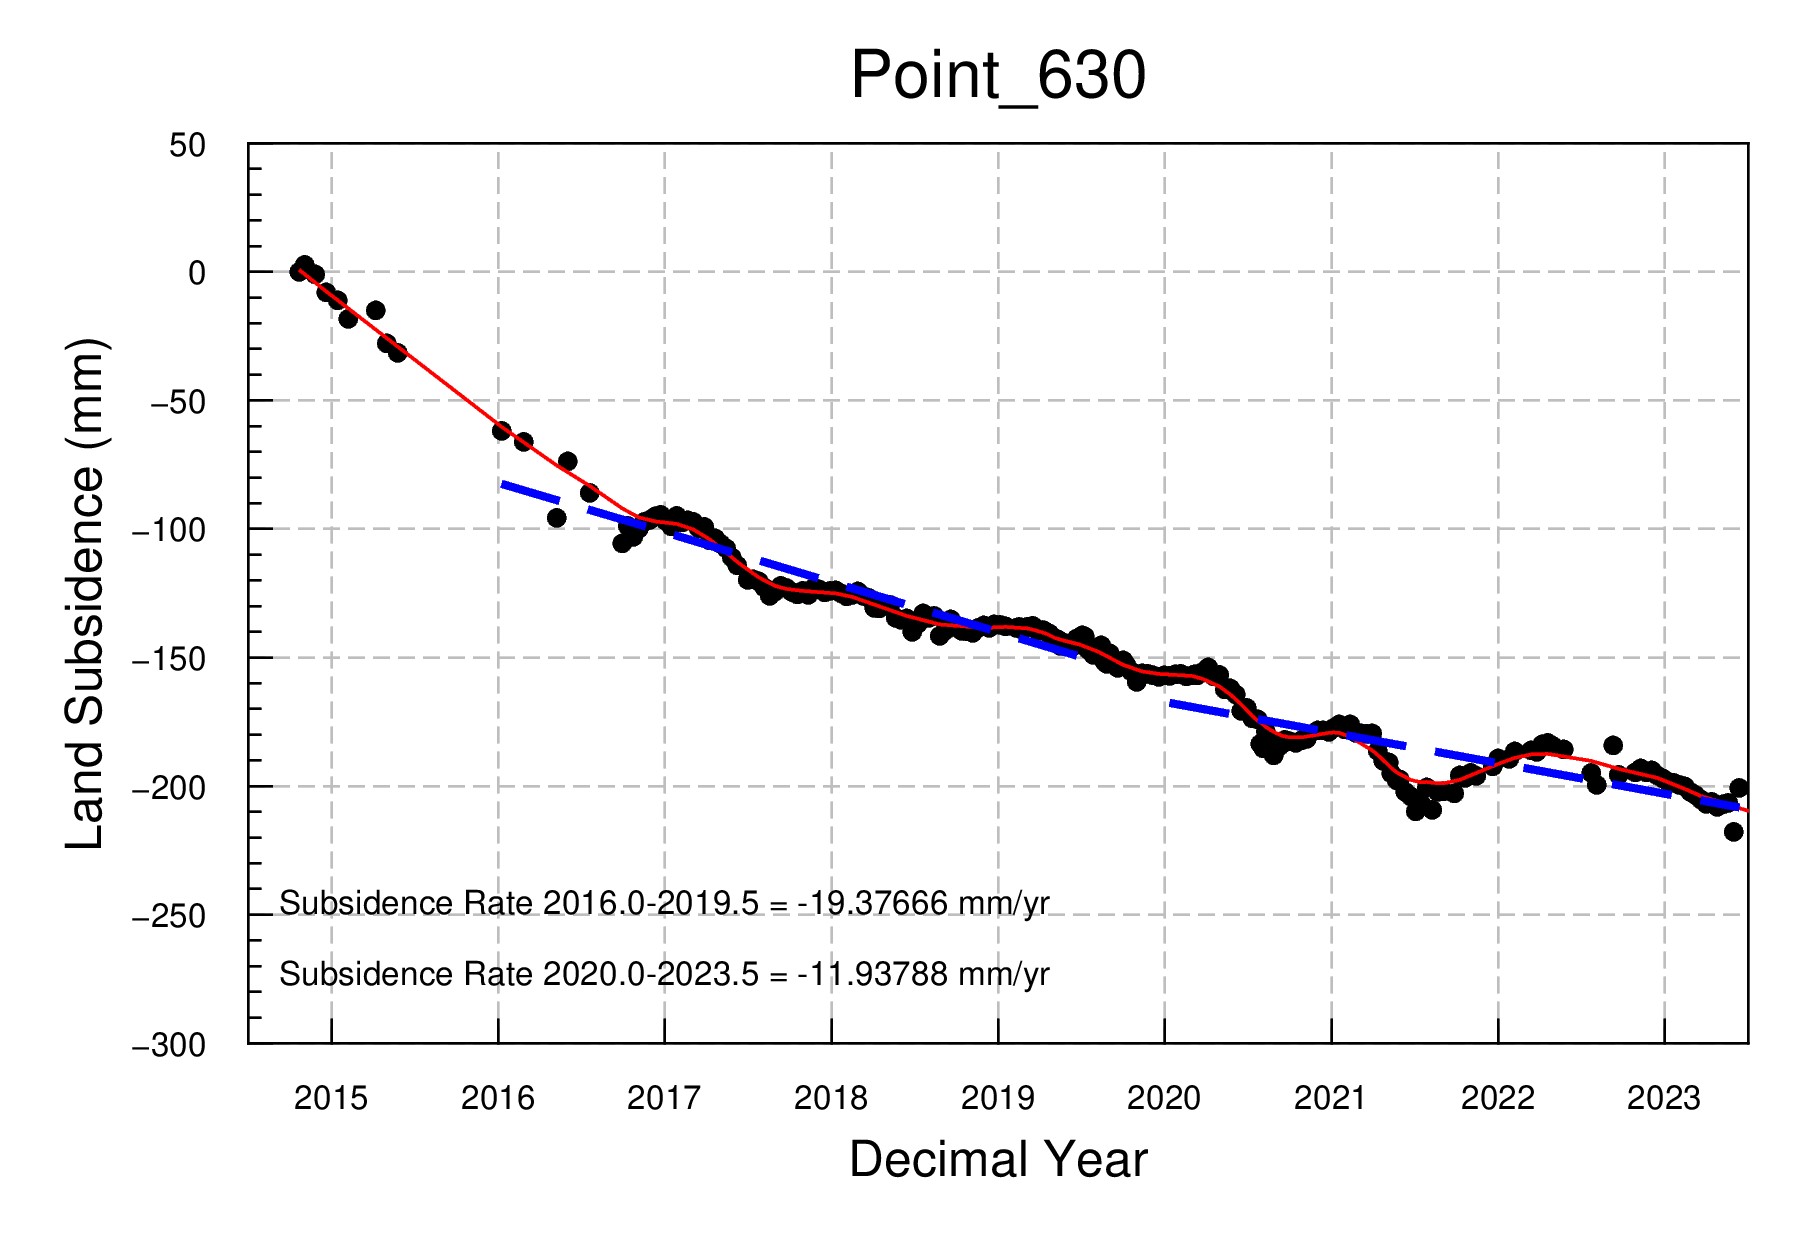 Point_630
50
0
−50
−100
−150
−200
−250
−300
Land Subsidence (mm)
Subsidence Rate 2016.0-2019.5 = -19.37666 mm/yr
Subsidence Rate 2020.0-2023.5 = -11.93788 mm/yr
2015 2016 2017 2018 2019 2020 2021 2022 2023
Decimal Year